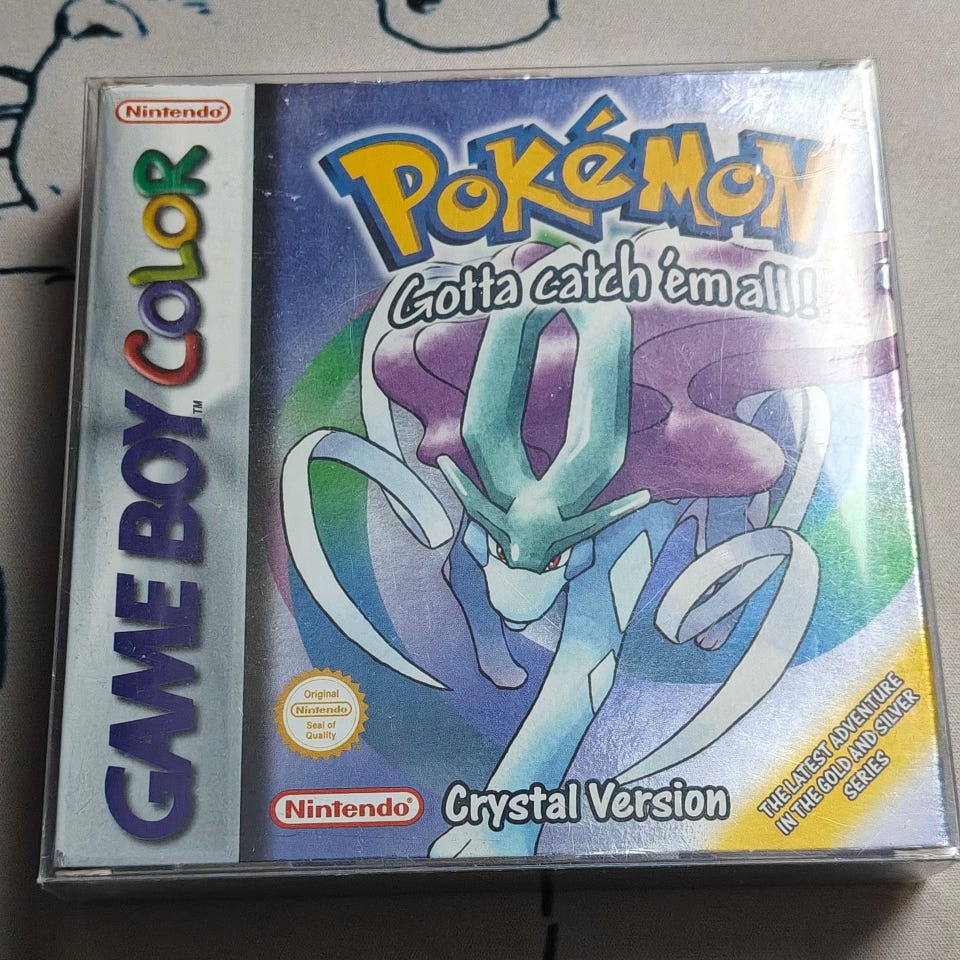 Nintendo®
GAME BOY COLOR™
POKéMON
Gotta catch 'em all!
Original
Nintendo
Seal of
Quality
Nintendo®
Crystal Version
THE LATEST ADVENTURE
IN THE GOLD AND SILVER
SERIES